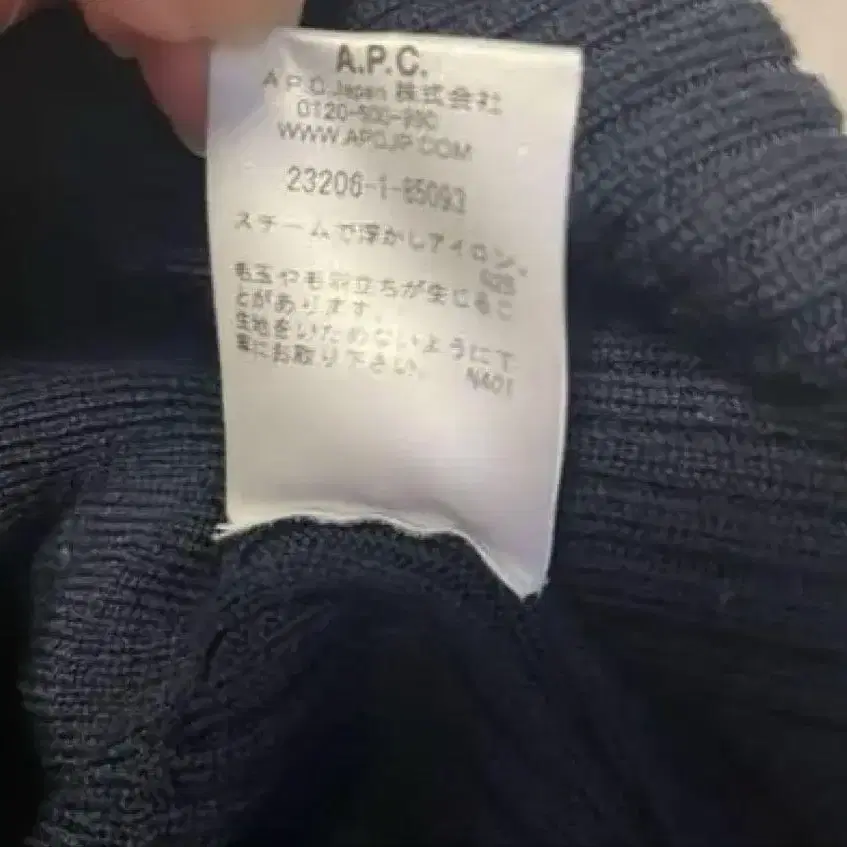 A.P.C.
A.P.C.Japan 株式会社
WWW.APCJP.COM
23206-1-85093
スチームで浮かしアイロン。
毛玉や毛羽立ちが生じるこ
とがあります。
生地をいためないように丁
寧にお取り下さい。